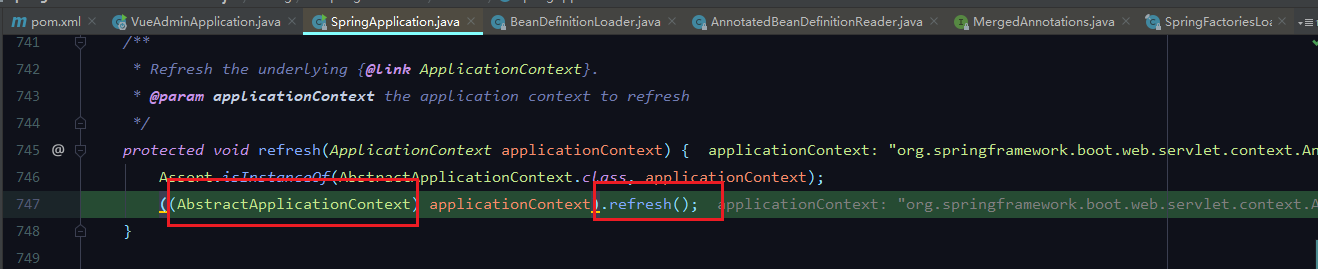 pom.xml VueAdminApplication.java SpringApplication.java BeanDefinitionLoader.java AnnotatedBeanDefinitionReader.java MergedAnnotations.java SpringFactoriesLoa
741 /**
742 * Refresh the underlying {@link ApplicationContext}.
743 * @param applicationContext the application context to refresh
744 */
745 @ protected void refresh(ApplicationContext applicationContext) { applicationContext: "org.springframework.boot.web.servlet.context.An
746 Assert.isInstanceOf(AbstractApplicationContext.class, applicationContext);
747 ((AbstractApplicationContext) applicationContext).refresh(); applicationContext: "org.springframework.boot.web.servlet.context.A
748 }
749